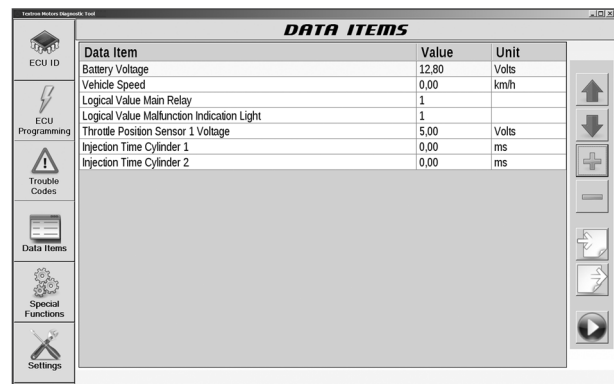 Textron Motors Diagnostic Tool
DATA ITEMS
ECU ID
ECU
Programming
Trouble
Codes
Data Items
Special
Functions
Settings
Data Item Value Unit
Battery Voltage 12,80 Volts
Vehicle Speed 0,00 km/h
Logical Value Main Relay 1
Logical Value Malfunction Indication Light 1
Throttle Position Sensor 1 Voltage 5,00 Volts
Injection Time Cylinder 1 0,00 ms
Injection Time Cylinder 2 0,00 ms